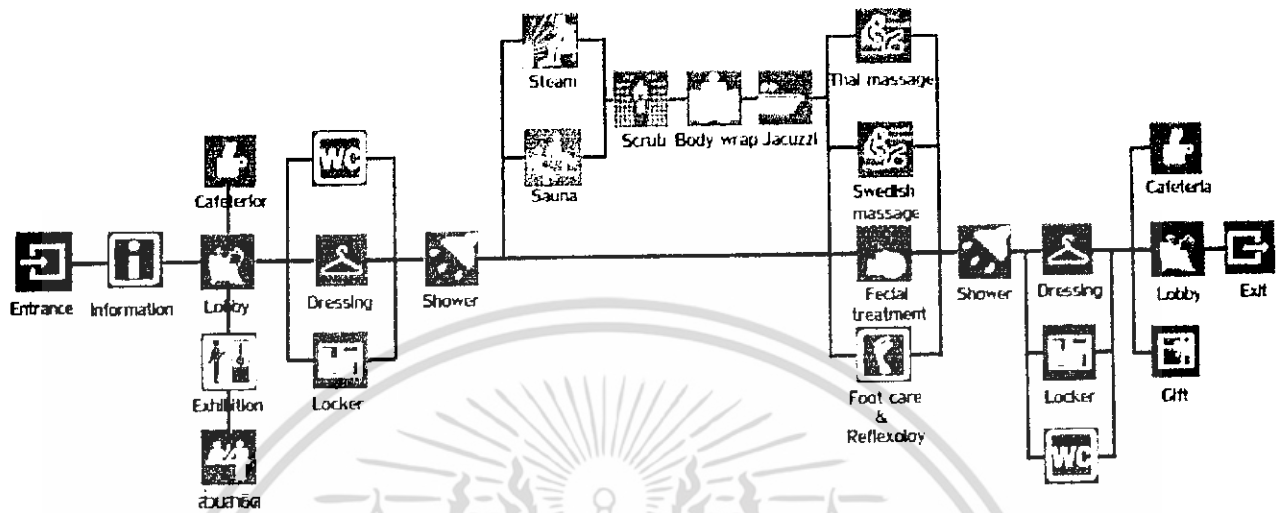 Steam
Thai massage
Scrub
Body wrap
Jacuzzi
WC
Sauna
Swedish
massage
Cafeterior
Cafeteria
Entrance
Information
Lobby
Dressing
Shower
Fecial
treatment
Shower
Dressing
Lobby
Exit
Exhibition
Locker
Foot care
&
Reflexoloy
Locker
Gift
WC
ส่วนสาธิต